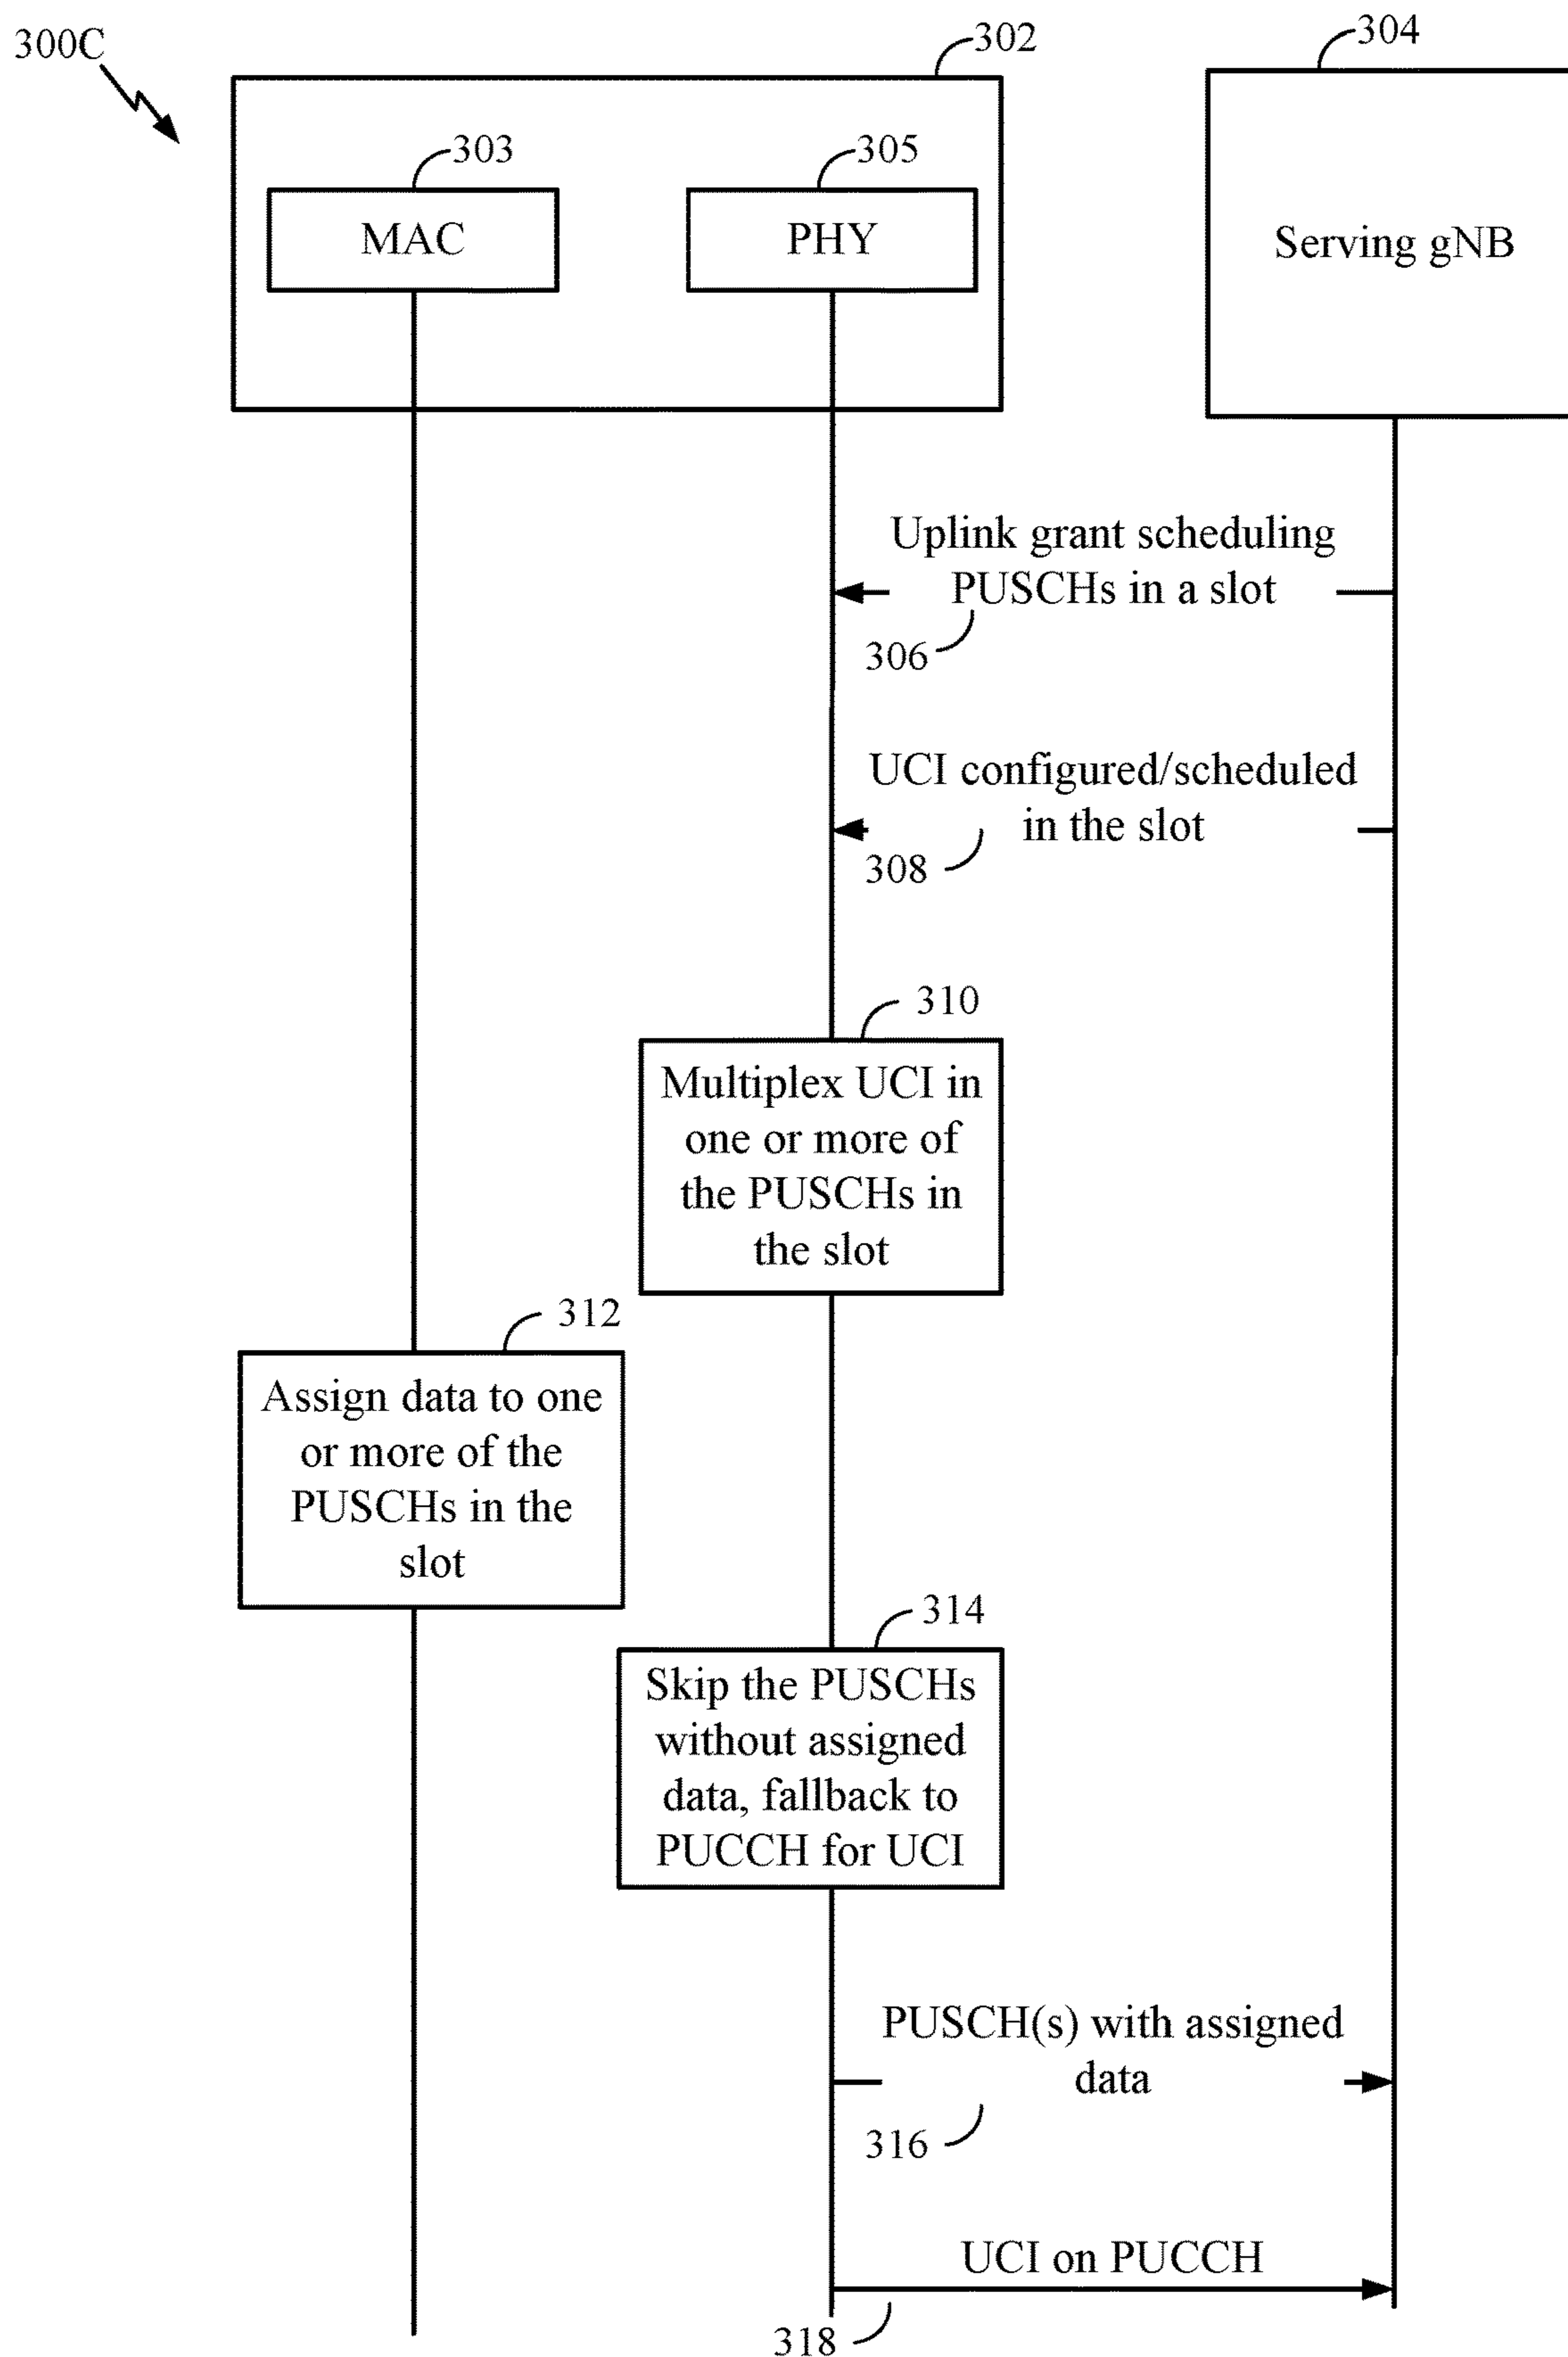 300C
302
304
303
305
MAC
PHY
Serving gNB
Uplink grant scheduling
PUSCHs in a slot
306
UCI configured/scheduled
in the slot
308
310
Multiplex UCI in
one or more of
the PUSCHs in
the slot
312
Assign data to one
or more of the
PUSCHs in the
slot
314
Skip the PUSCHs
without assigned
data, fallback to
PUCCH for UCI
PUSCH(s) with assigned
data
316
UCI on PUCCH
318